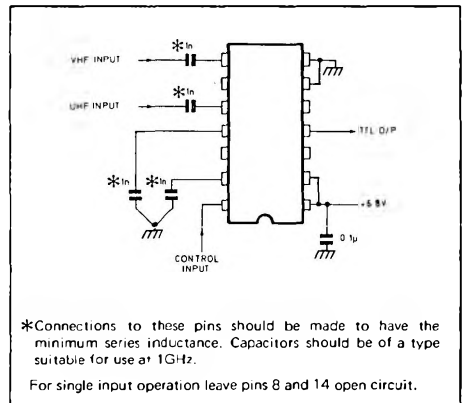 VHF INPUT
*1n
UHF INPUT
*1n
TTL O/P
*1n
*1n
+6.8V
0.1μ
CONTROL
INPUT
*Connections to these pins should be made to have the
minimum series inductance. Capacitors should be of a type
suitable for use at 1GHz.
For single input operation leave pins 8 and 14 open circuit.